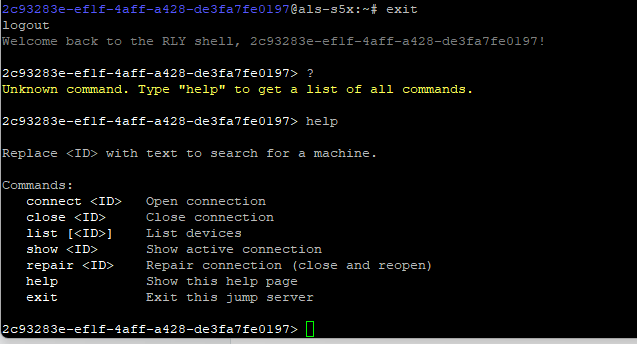 2c93283e-ef1f-4aff-a428-de3fa7fe0197@als-s5x:~# exit
logout
Welcome back to the RLY shell, 2c93283e-ef1f-4aff-a428-de3fa7fe0197!
2c93283e-ef1f-4aff-a428-de3fa7fe0197> ?
Unknown command. Type "help" to get a list of all commands.
2c93283e-ef1f-4aff-a428-de3fa7fe0197> help
Replace <ID> with text to search for a machine.
Commands:
connect <ID>   Open connection
close <ID>     Close connection
list [<ID>]    List devices
show <ID>      Show active connection
repair <ID>    Repair connection (close and reopen)
help           Show this help page
exit           Exit this jump server
2c93283e-ef1f-4aff-a428-de3fa7fe0197>